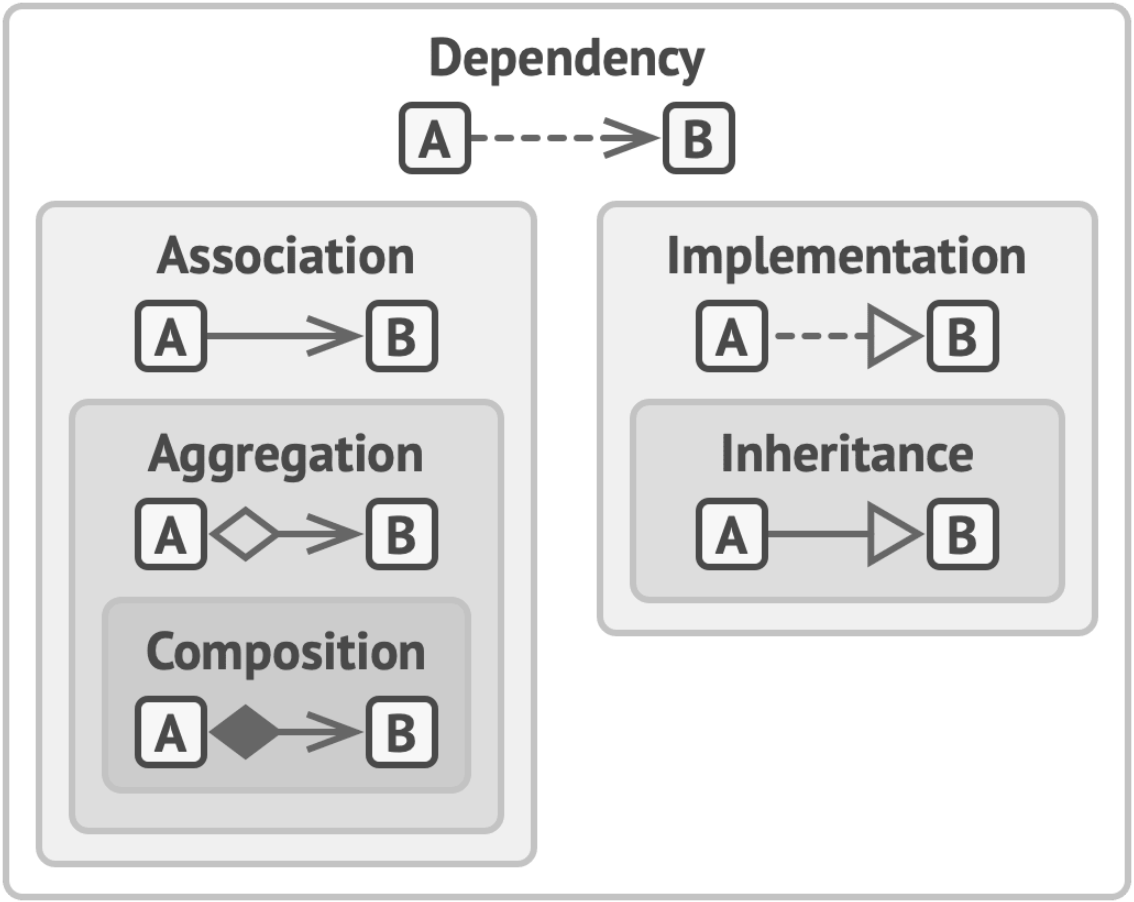 Dependency
A B
Association
A B
Aggregation
A B
Composition
A B
Implementation
A B
Inheritance
A B